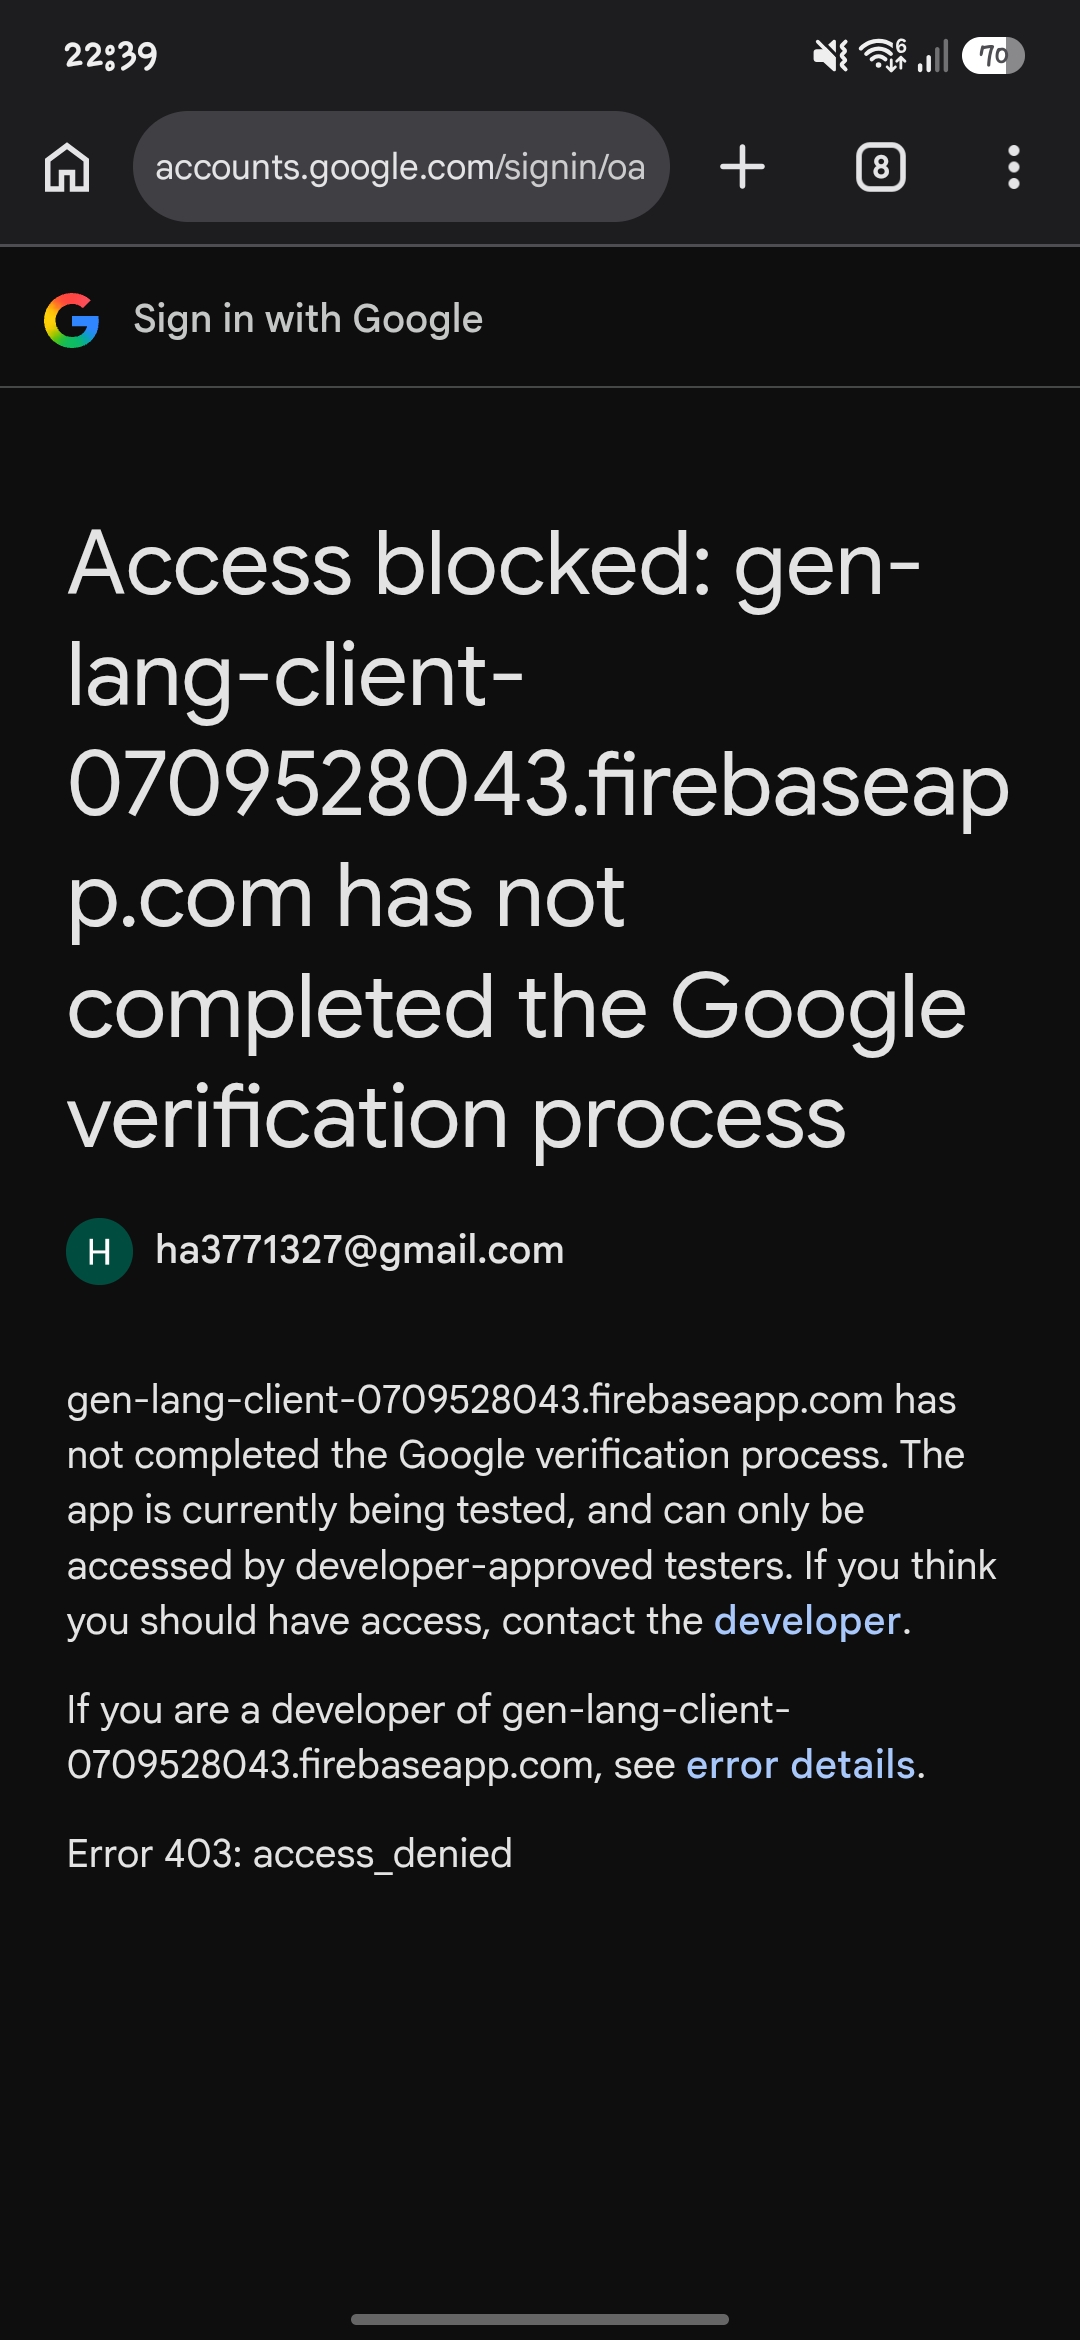 22:39
6
70
accounts.google.com/signin/oa
8
Sign in with Google
Access blocked: gen-
lang-client-
0709528043.firebaseap
p.com has not
completed the Google
verification process
H
ha3771327@gmail.com
gen-lang-client-0709528043.firebaseapp.com has
not completed the Google verification process. The
app is currently being tested, and can only be
accessed by developer-approved testers. If you think
you should have access, contact the developer.
If you are a developer of gen-lang-client-
0709528043.firebaseapp.com, see error details.
Error 403: access_denied